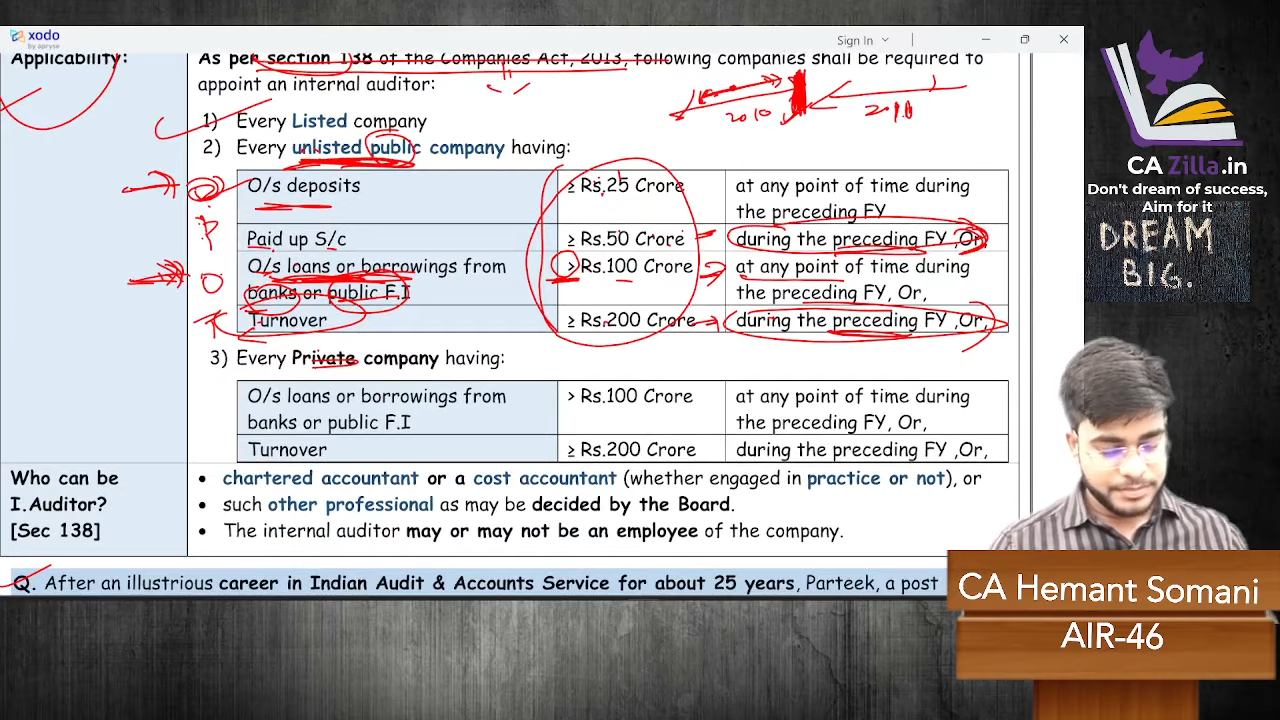 xodo
by apryse
Sign In
Applicability:
As per section 138 of the Companies Act, 2013, following companies shall be required to
appoint an internal auditor:
1) Every Listed company
2) Every unlisted public company having:
O/s deposits
≥ Rs.25 Crore
at any point of time during
the preceding FY
Paid up S/c
≥ Rs.50 Crore
during the preceding FY ,Or,
O/s loans or borrowings from
banks or public F.I
> Rs.100 Crore
at any point of time during
the preceding FY, Or,
Turnover
≥ Rs.200 Crore
during the preceding FY ,Or,
O
P
O
T
3) Every Private company having:
O/s loans or borrowings from
banks or public F.I
> Rs.100 Crore
at any point of time during
the preceding FY, Or,
Turnover
≥ Rs.200 Crore
during the preceding FY ,Or,
Who can be
I.Auditor?
[Sec 138]
• chartered accountant or a cost accountant (whether engaged in practice or not), or
• such other professional as may be decided by the Board.
• The internal auditor may or may not be an employee of the company.
Q. After an illustrious career in Indian Audit & Accounts Service for about 25 years, Parteek, a post
CA Zilla.in
Don't dream of success,
Aim for it
DREAM
BIG.
CA Hemant Somani
AIR-46